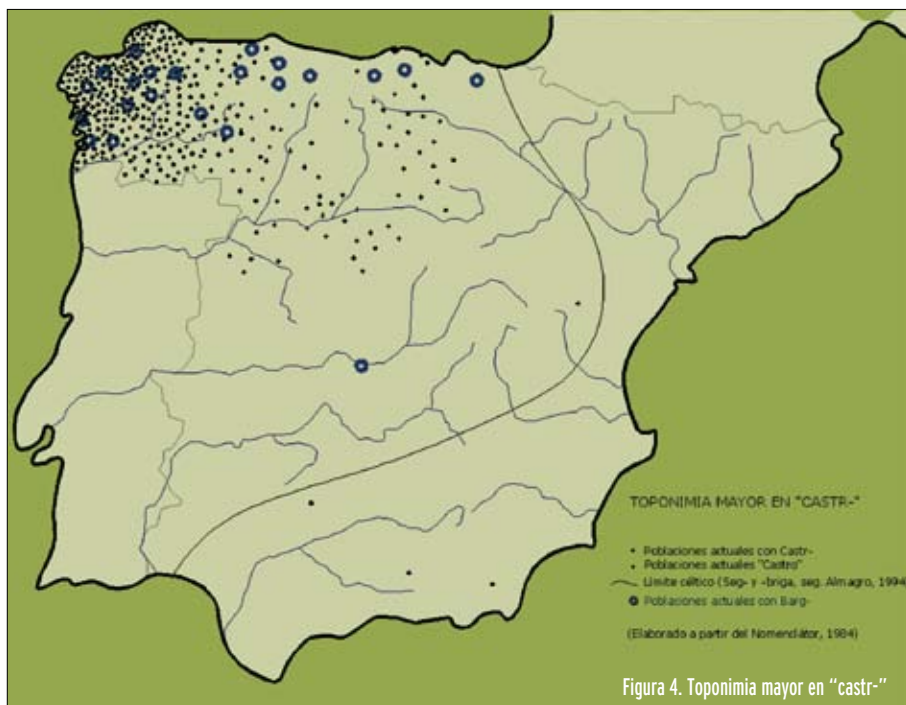 TOPONIMIA MAYOR EN "CASTR-"
Poblaciones actuales con Castr-
Poblaciones actuales "Castro"
Límite céltico (Seg- y -briga, seg. Almagro, 1994)
Poblaciones actuales con Barg-
(Elaborado a partir del Nomenclátor, 1984)
Figura 4. Toponimia mayor en “castr-”